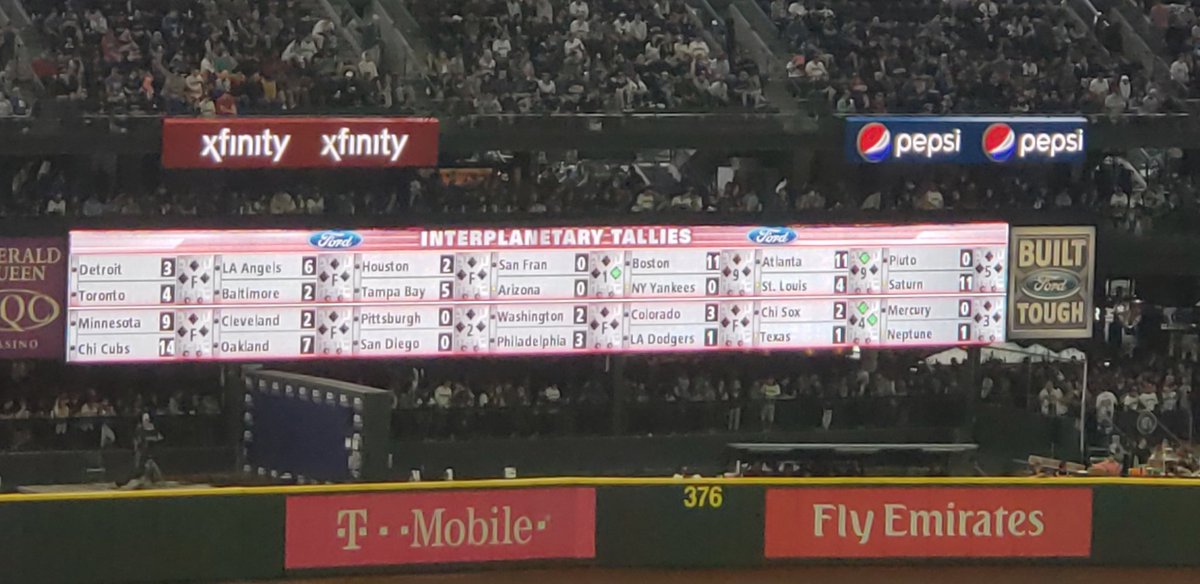 xfinity xfinity
pepsi pepsi
Ford INTERPLANETARY TALLIES Ford
Detroit 3 F LA Angels 6 F Houston 2 F San Fran 0 1 Boston 11 9 Atlanta 11 9 Pluto 0 5
Toronto 4 Baltimore 2 Tampa Bay 5 Arizona 0 NY Yankees 0 St. Louis 4 Saturn 11
Minnesota 9 F Cleveland 2 F Pittsburgh 0 2 Washington 2 F Colorado 3 F Chi Sox 2 4 Mercury 0 3
Chi Cubs 14 Oakland 7 San Diego 0 Philadelphia 3 LA Dodgers 1 Texas 1 Neptune 1
ERALD
UEEN
QO
ASINO
BUILT
Ford
TOUGH
376
T··Mobile·
Fly Emirates